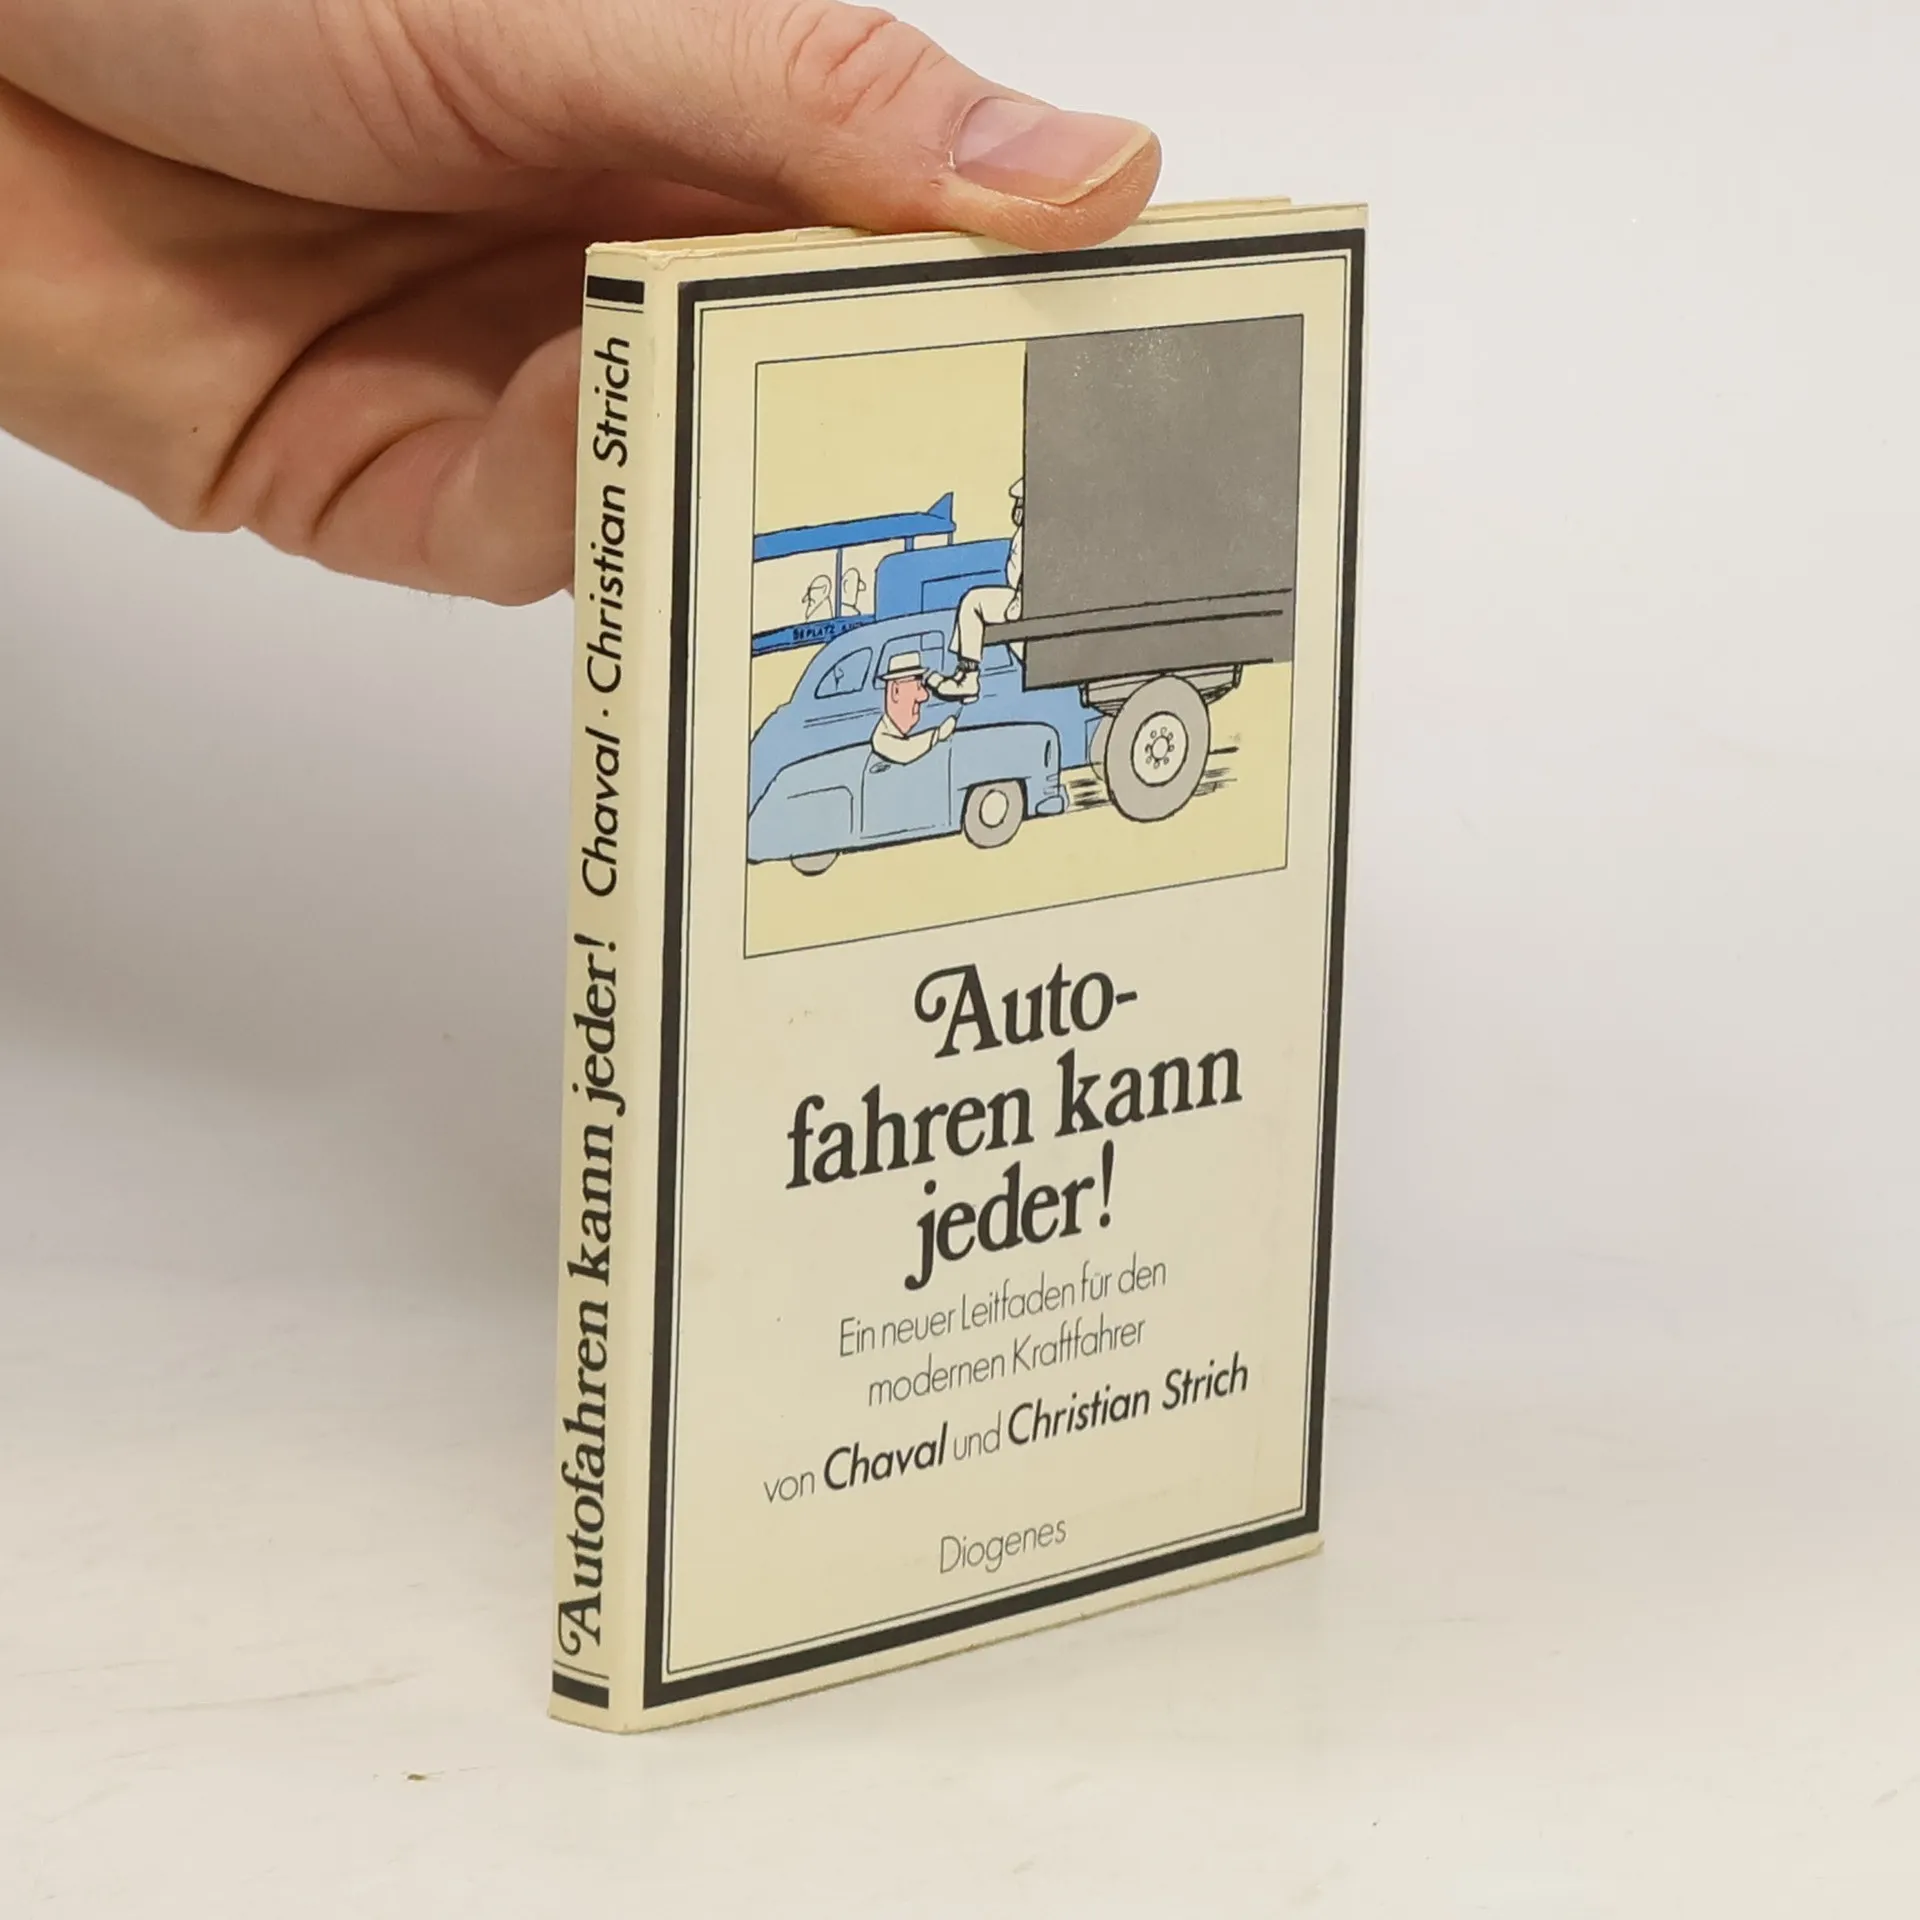 Autofahren kann jeder! Chaval · Christian Strich
Auto-
fahren kann
jeder!
Ein neuer Leitfaden für den
modernen Kraftfahrer
von Chaval und Christian Strich
Diogenes